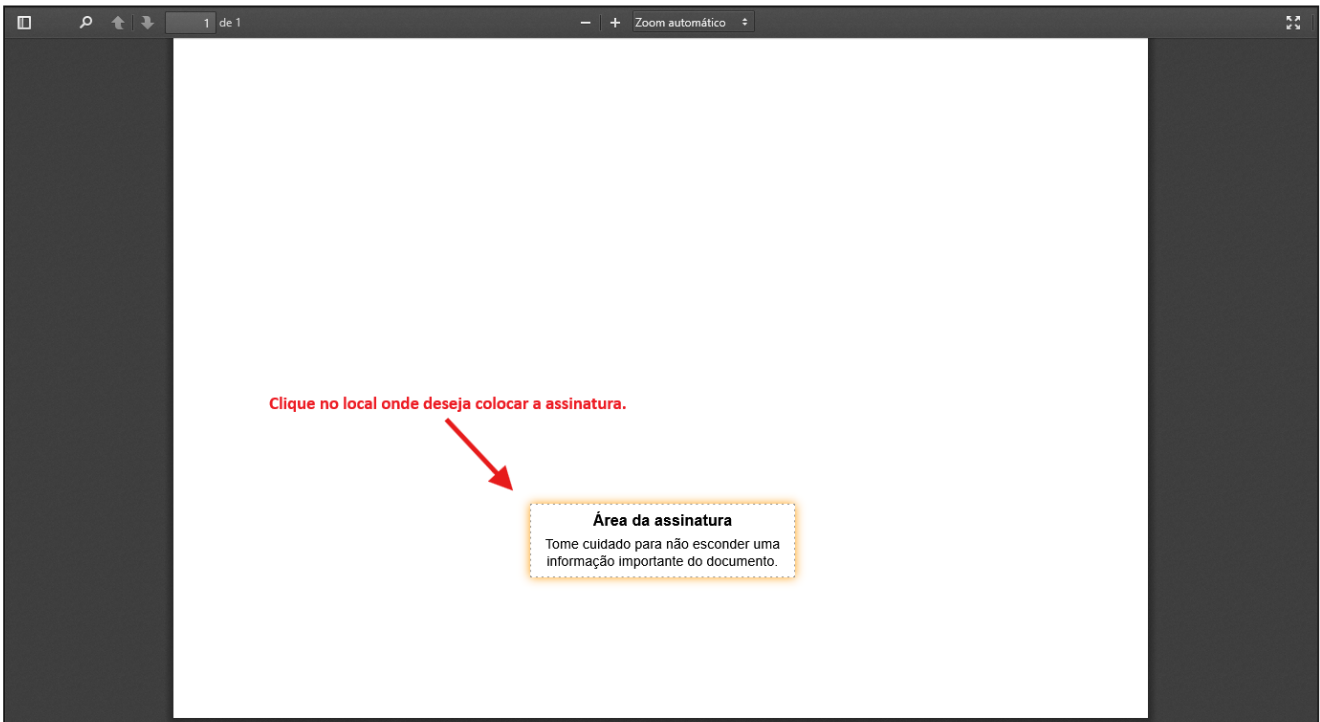 1 de 1
Zoom automático
Clique no local onde deseja colocar a assinatura.
Área da assinatura
Tome cuidado para não esconder uma
informação importante do documento.